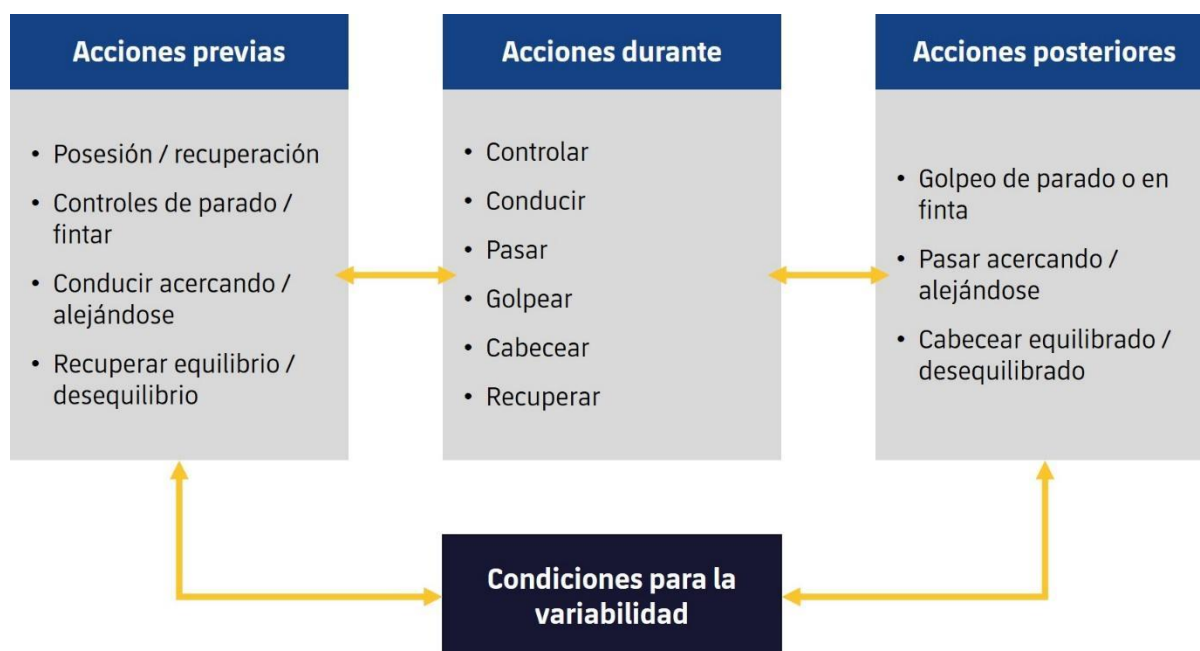 Acciones previas
• Posesión / recuperación
• Controles de parado /
fintar
• Conducir acercando /
alejándose
• Recuperar equilibrio /
desequilibrio
Acciones durante
• Controlar
• Conducir
• Pasar
• Golpear
• Cabecear
• Recuperar
Acciones posteriores
• Golpeo de parado o en
finta
• Pasar acercando /
alejándose
• Cabecear equilibrado /
desequilibrado
Condiciones para la
variabilidad